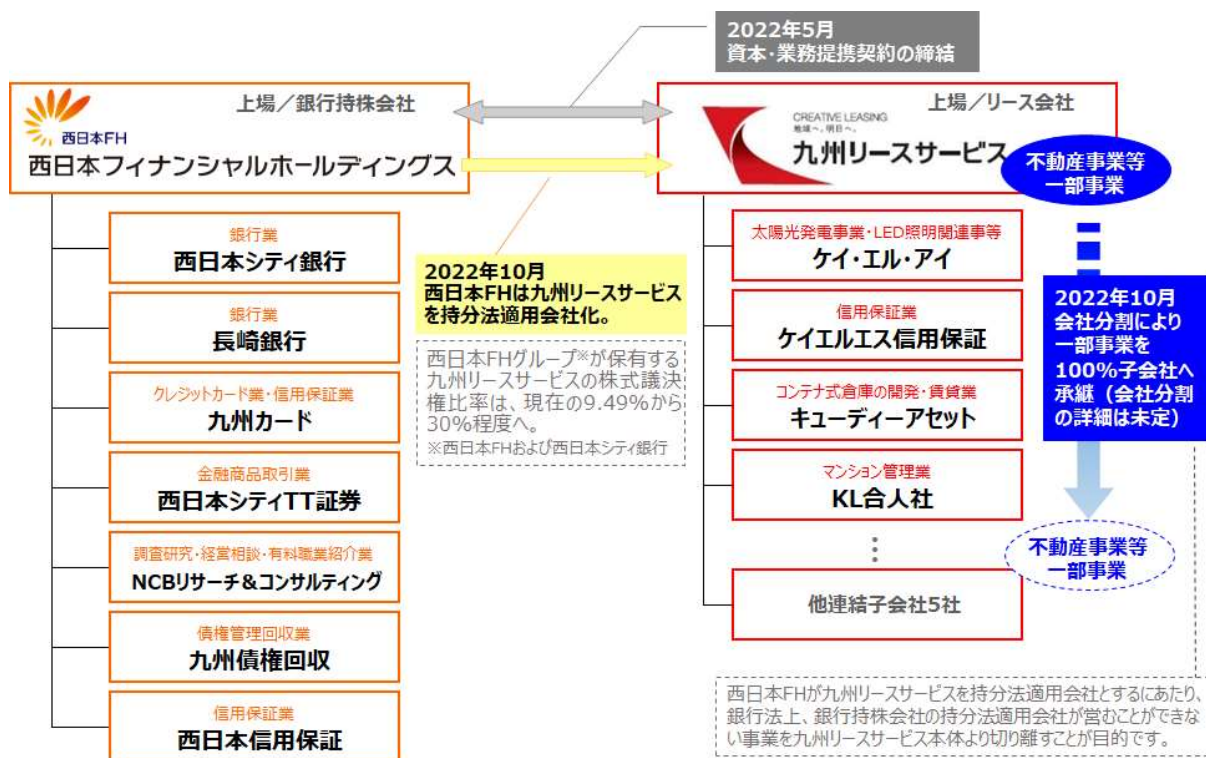 2022年5月
資本・業務提携契約の締結
上場／銀行持株会社
西日本FH
西日本フィナンシャルホールディングス
上場／リース会社
CREATIVE LEASING
地域へ。明日へ。
九州リースサービス
不動産事業等
一部事業
銀行業
西日本シティ銀行
銀行業
長崎銀行
クレジットカード業・信用保証業
九州カード
金融商品取引業
西日本シティTT証券
調査研究・経営相談・有料職業紹介業
NCBリサーチ＆コンサルティング
債権管理回収業
九州債権回収
信用保証業
西日本信用保証
2022年10月
西日本FHは九州リースサービス
を持分法適用会社化。
西日本FHグループ※が保有する
九州リースサービスの株式議決
権比率は、現在の9.49%から
30%程度へ。
※西日本FHおよび西日本シティ銀行
太陽光発電事業・LED照明関連事等
ケイ・エル・アイ
信用保証業
ケイエルエス信用保証
コンテナ式倉庫の開発・賃貸業
キューディーアセット
マンション管理業
KL合人社
他連結子会社5社
2022年10月
会社分割により
一部事業を
100%子会社へ
承継（会社分割
の詳細は未定）
不動産事業等
一部事業
西日本FHが九州リースサービスを持分法適用会社とするにあたり、
銀行法上、銀行持株会社の持分法適用会社が営むことができな
い事業を九州リースサービス本体より切り離すことが目的です。